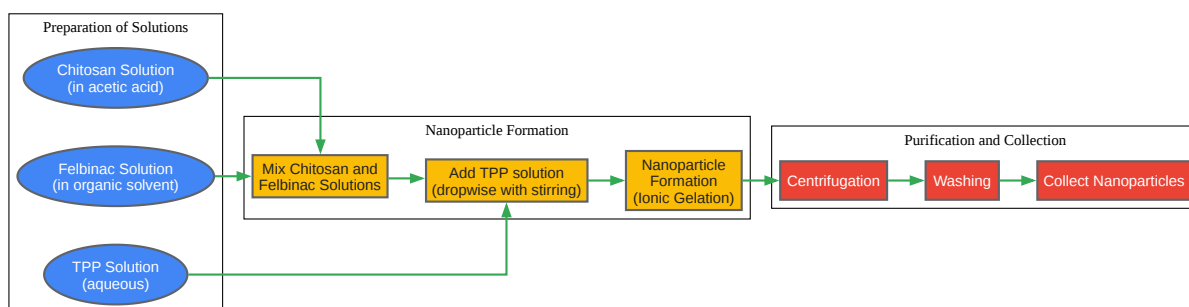 Preparation of Solutions
Chitosan Solution
(in acetic acid)
Felbinac Solution
(in organic solvent)
TPP Solution
(aqueous)
Nanoparticle Formation
Mix Chitosan and
Felbinac Solutions
Add TPP solution
(dropwise with stirring)
Nanoparticle
Formation
(Ionic Gelation)
Purification and Collection
Centrifugation
Washing
Collect Nanoparticles